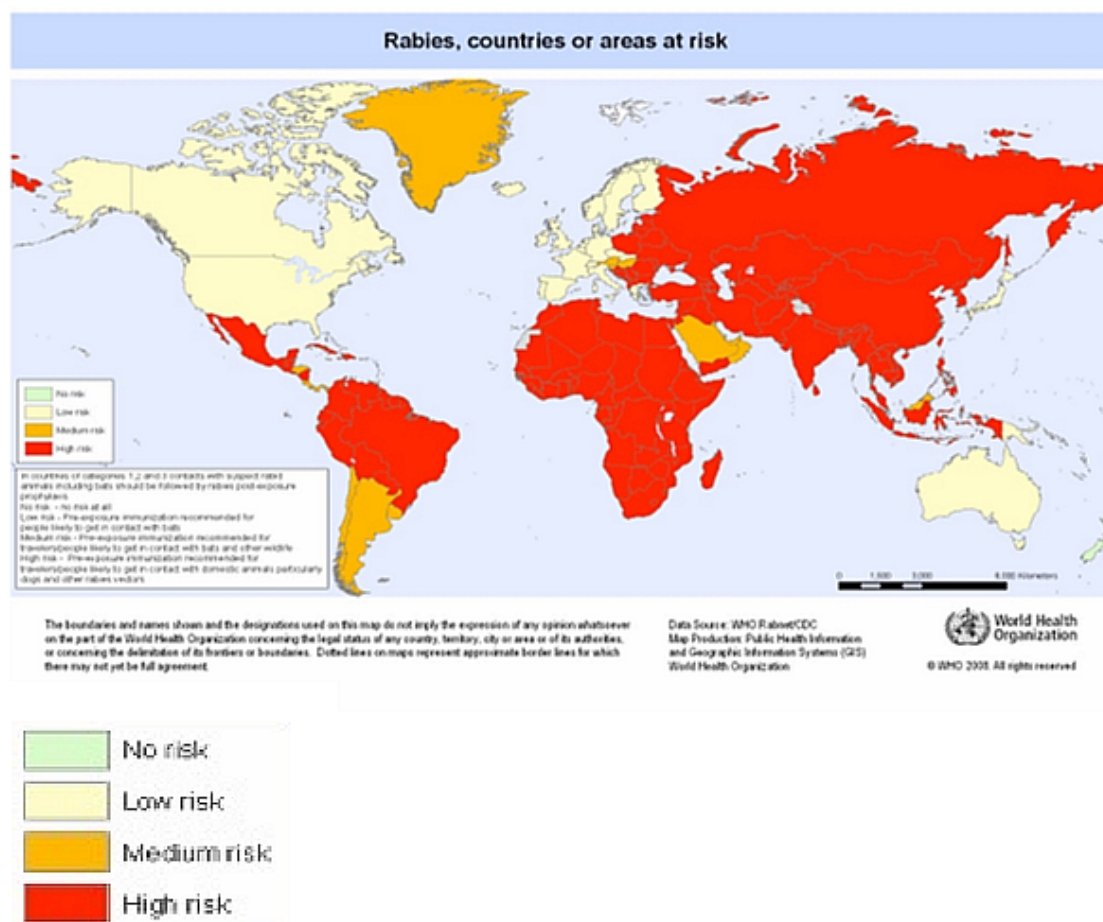 Rabies, countries or areas at risk
No risk
Low risk
Medium risk
High risk
In countries of categories 1,2 and 3 contacts with suspect rabid
animals including bats should be followed by rabies post-exposure
prophylaxis
No risk - no risk at all
Low risk - Pre-exposure immunization recommended for
people likely to get in contact with bats
Medium risk - Pre-exposure immunization recommended for
travelers/people likely to get in contact with bats and other wildlife
High risk - Pre-exposure immunization recommended for
travelers/people likely to get in contact with domestic animals particularly
dogs and other rabies vectors
0 1,500 3,000 6,000 Kilometers
The boundaries and names shown and the designations used on this map do not imply the expression of any opinion whatsoever
on the part of the World Health Organization concerning the legal status of any country, territory, city or area or of its authorities,
or concerning the delimitation of its frontiers or boundaries. Dotted lines on maps represent approximate border lines for which
there may not yet be full agreement.
Data Source: WHO Rabnet/CDC
Map Production: Public Health Information
and Geographic Information Systems (GIS)
World Health Organization
World Health
Organization
© WHO 2008. All rights reserved
No risk
Low risk
Medium risk
High risk